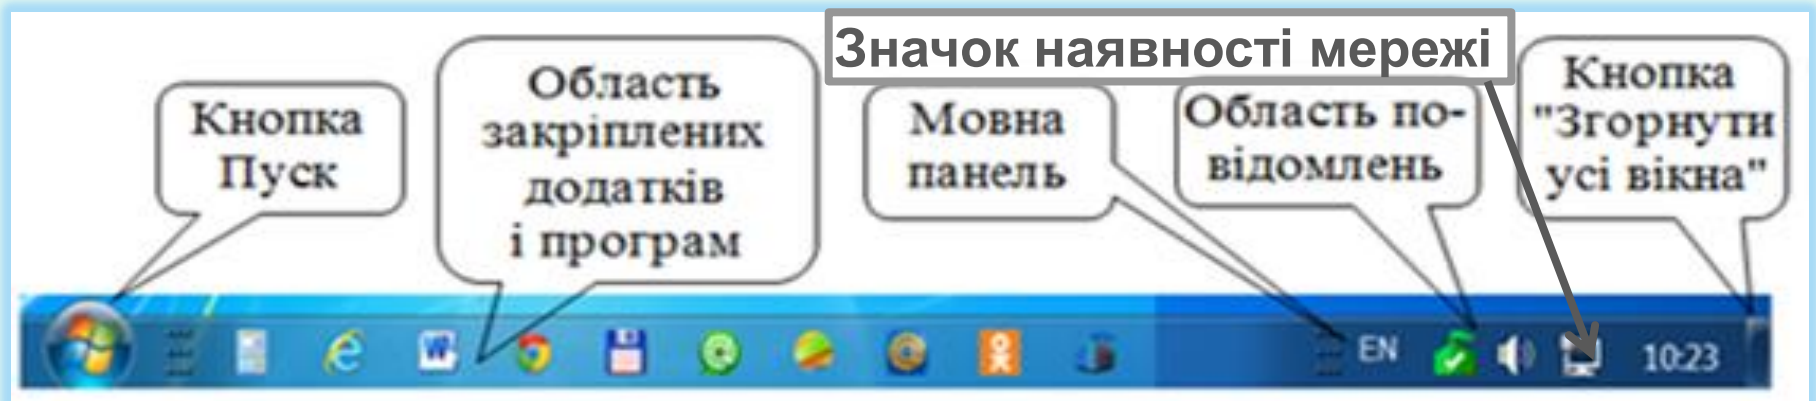 Значок наявності мережі
Кнопка
Пуск
Область
закріплених
додатків
і програм
Мовна
панель
Область по-
відомлень
Кнопка
"Згорнути
усі вікна"
EN
10:23